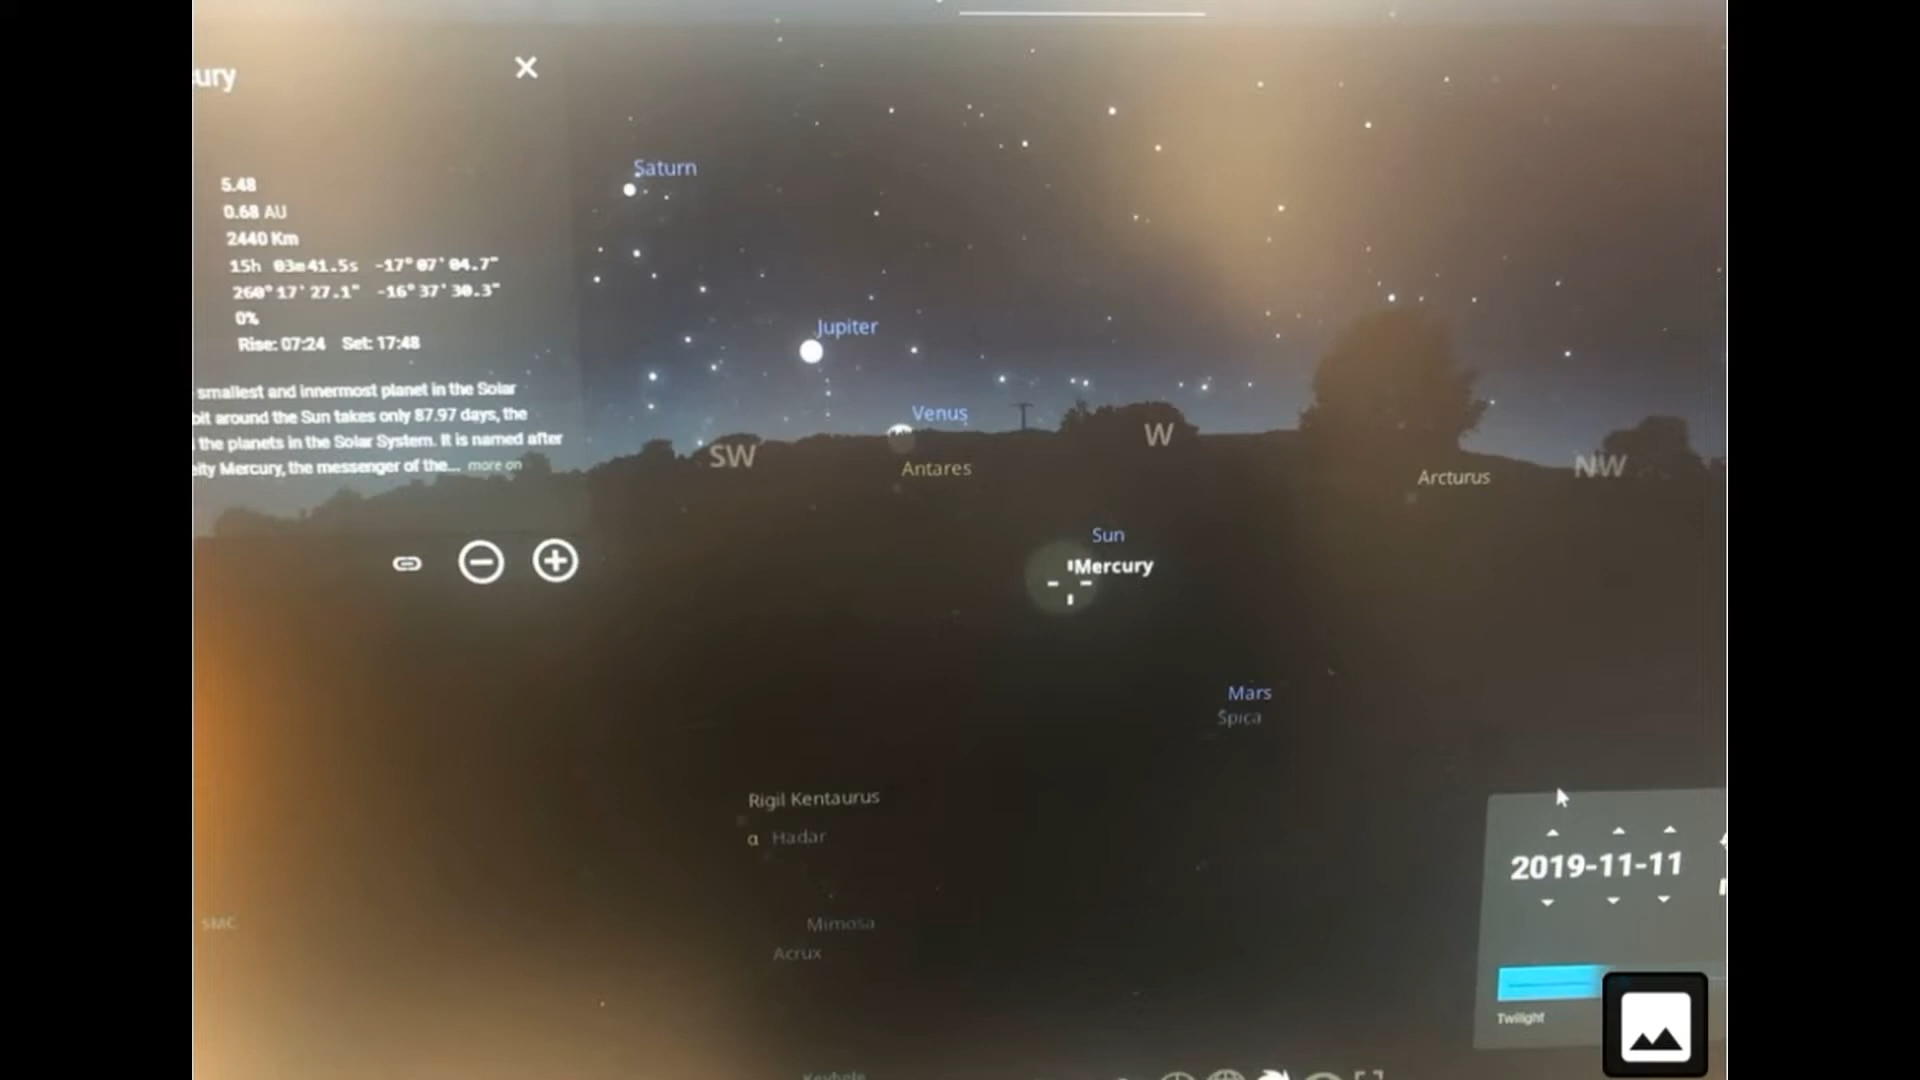 ury
5.48
0.68 AU
2440 Km
15h 03m41.5s -17°07'04.7"
260°17'27.1" -16°37'30.3"
0%
Rise: 07:24 Set: 17:48
smallest and innermost planet in the Solar
bit around the Sun takes only 87.97 days, the
the planets in the Solar System. It is named after
eity Mercury, the messenger of the... more on
Saturn
Jupiter
Venus
SW
W
NW
Antares
Arcturus
Sun
Mercury
Mars
Spica
Rigil Kentaurus
α Hadar
SMC
Mimosa
Acrux
2019-11-11
Twilight